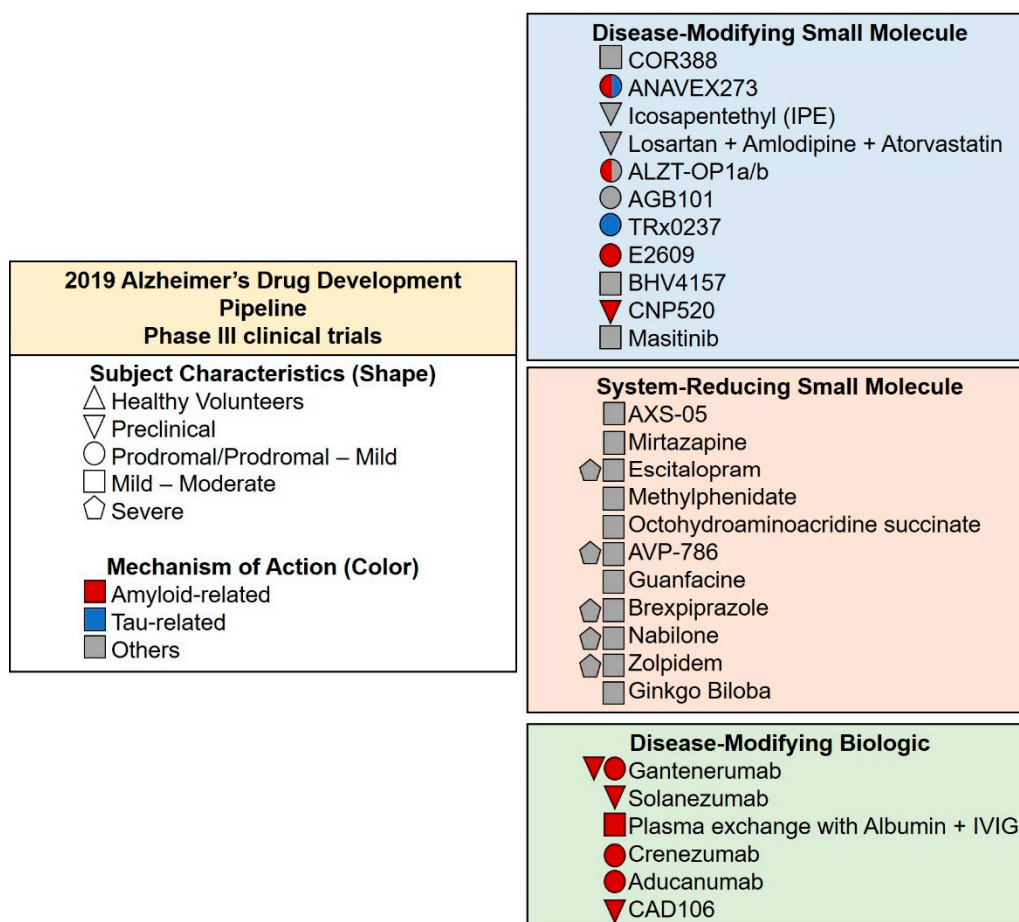 2019 Alzheimer’s Drug Development
Pipeline
Phase III clinical trials
Subject Characteristics (Shape)
Healthy Volunteers
Preclinical
Prodromal/Prodromal – Mild
Mild – Moderate
Severe
Mechanism of Action (Color)
Amyloid-related
Tau-related
Others
Disease-Modifying Small Molecule
COR388
ANAVEX273
Icosapentethyl (IPE)
Losartan + Amlodipine + Atorvastatin
ALZT-OP1a/b
AGB101
TRx0237
E2609
BHV4157
CNP520
Masitinib
System-Reducing Small Molecule
AXS-05
Mirtazapine
Escitalopram
Methylphenidate
Octohydroaminoacridine succinate
AVP-786
Guanfacine
Brexpiprazole
Nabilone
Zolpidem
Ginkgo Biloba
Disease-Modifying Biologic
Gantenerumab
Solanezumab
Plasma exchange with Albumin + IVIG
Crenezumab
Aducanumab
CAD106